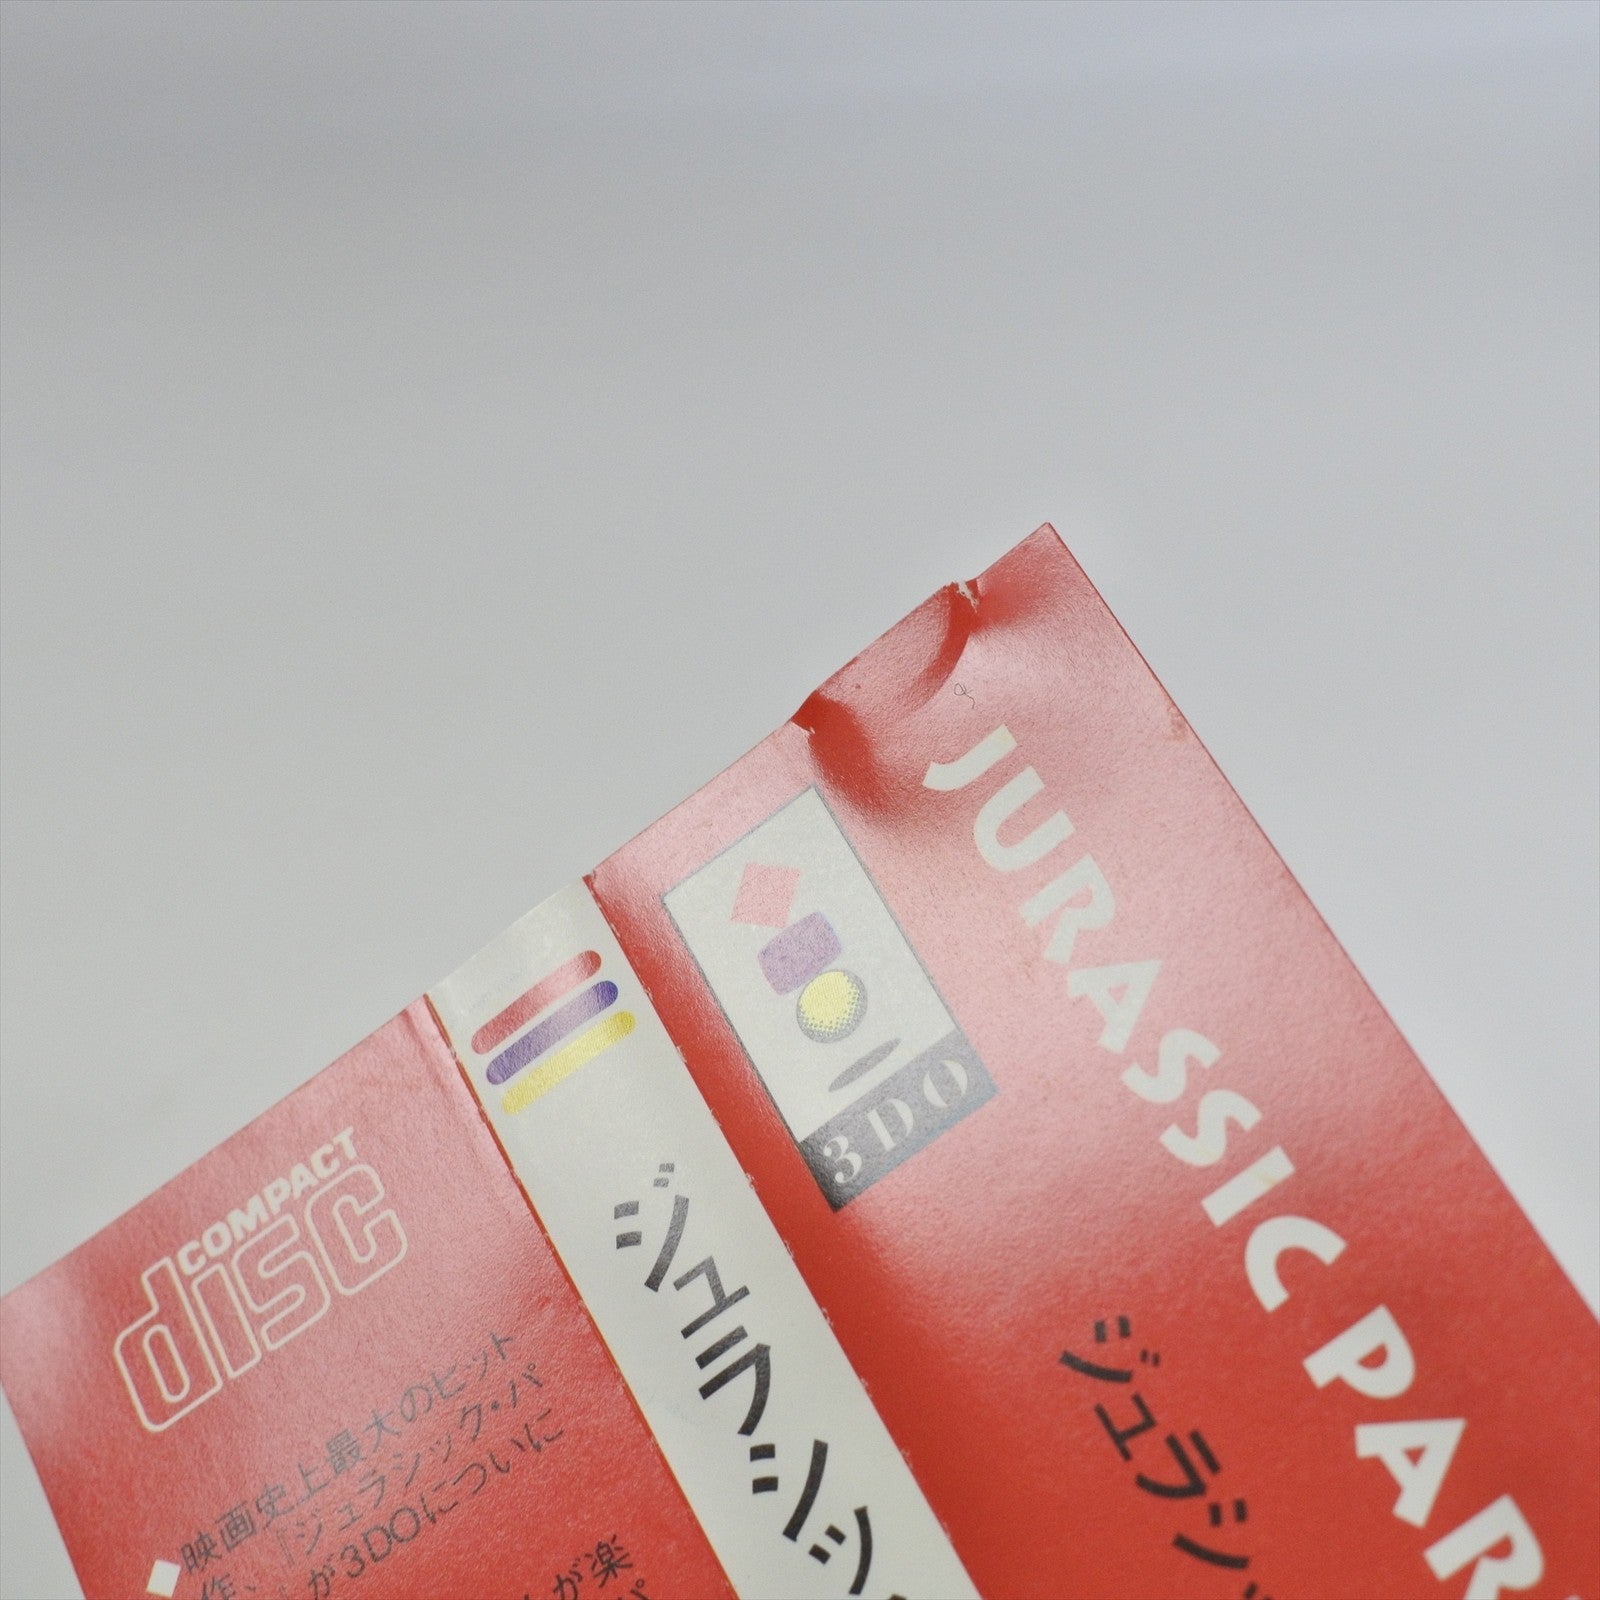 COMPACT
disc
映画史上最大のヒット
作、「ジュラシック・パ
が3DOについに
が楽
ジュラシッ
3DO
JURASSIC PAR
ジュラシ